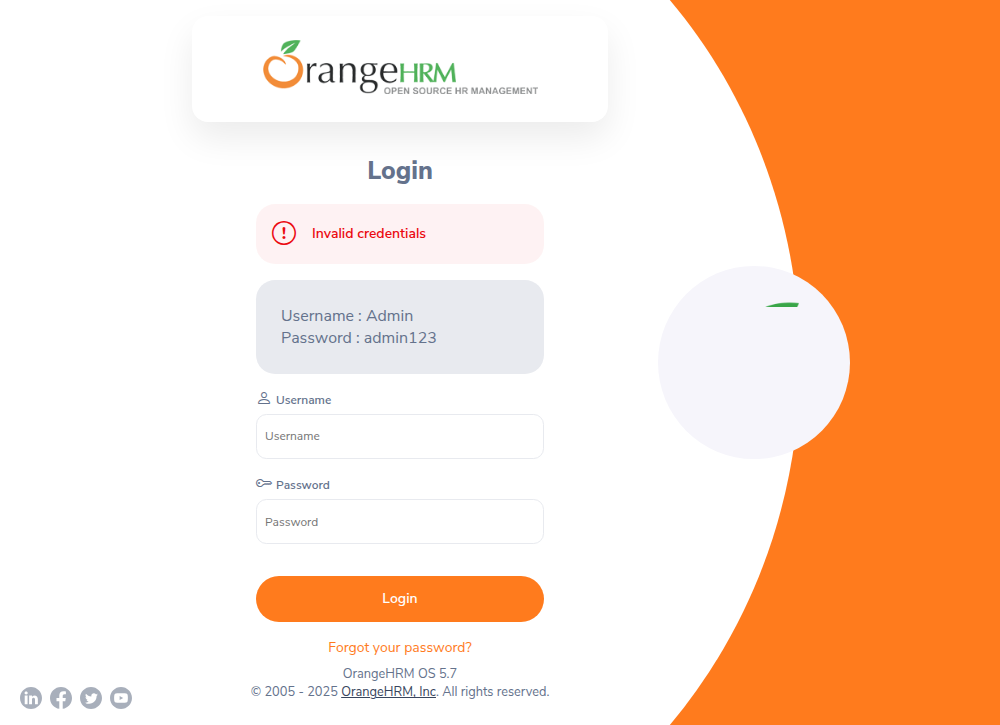 OrangeHRM
OPEN SOURCE HR MANAGEMENT
Login
Invalid credentials
Username : Admin
Password : admin123
Username
Username
Password
Password
Login
Forgot your password?
OrangeHRM OS 5.7
© 2005 - 2025 OrangeHRM, Inc. All rights reserved.